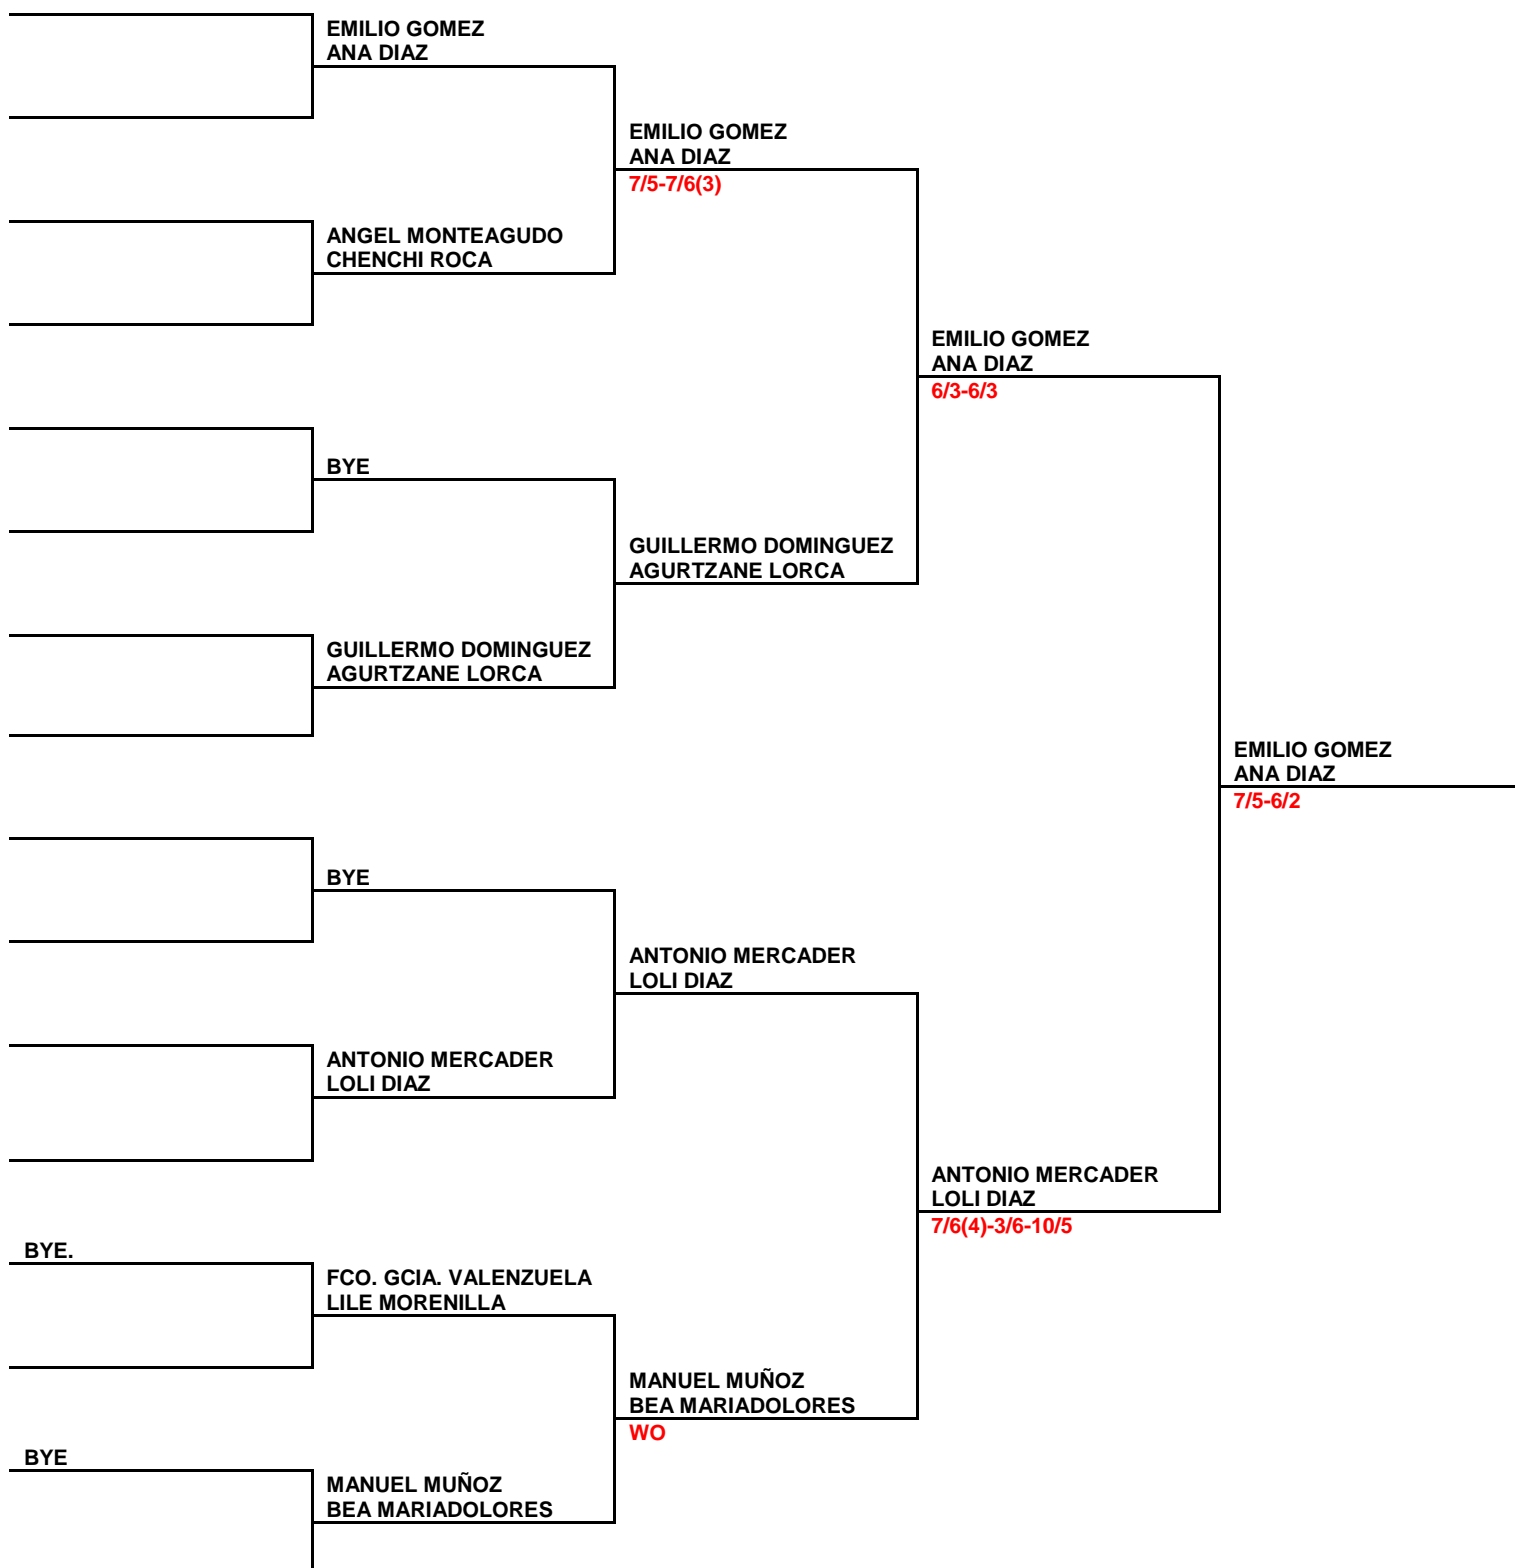 EMILIO GOMEZ
ANA DIAZ
EMILIO GOMEZ
ANA DIAZ
7/5-7/6(3)
ANGEL MONTEAGUDO
CHENCHI ROCA
EMILIO GOMEZ
ANA DIAZ
6/3-6/3
BYE
GUILLERMO DOMINGUEZ
AGURTZANE LORCA
GUILLERMO DOMINGUEZ
AGURTZANE LORCA
EMILIO GOMEZ
ANA DIAZ
7/5-6/2
BYE
ANTONIO MERCADER
LOLI DIAZ
ANTONIO MERCADER
LOLI DIAZ
ANTONIO MERCADER
LOLI DIAZ
7/6(4)-3/6-10/5
BYE.
FCO. GCIA. VALENZUELA
LILE MORENILLA
MANUEL MUÑOZ
BEA MARIADOLORES
WO
BYE
MANUEL MUÑOZ
BEA MARIADOLORES